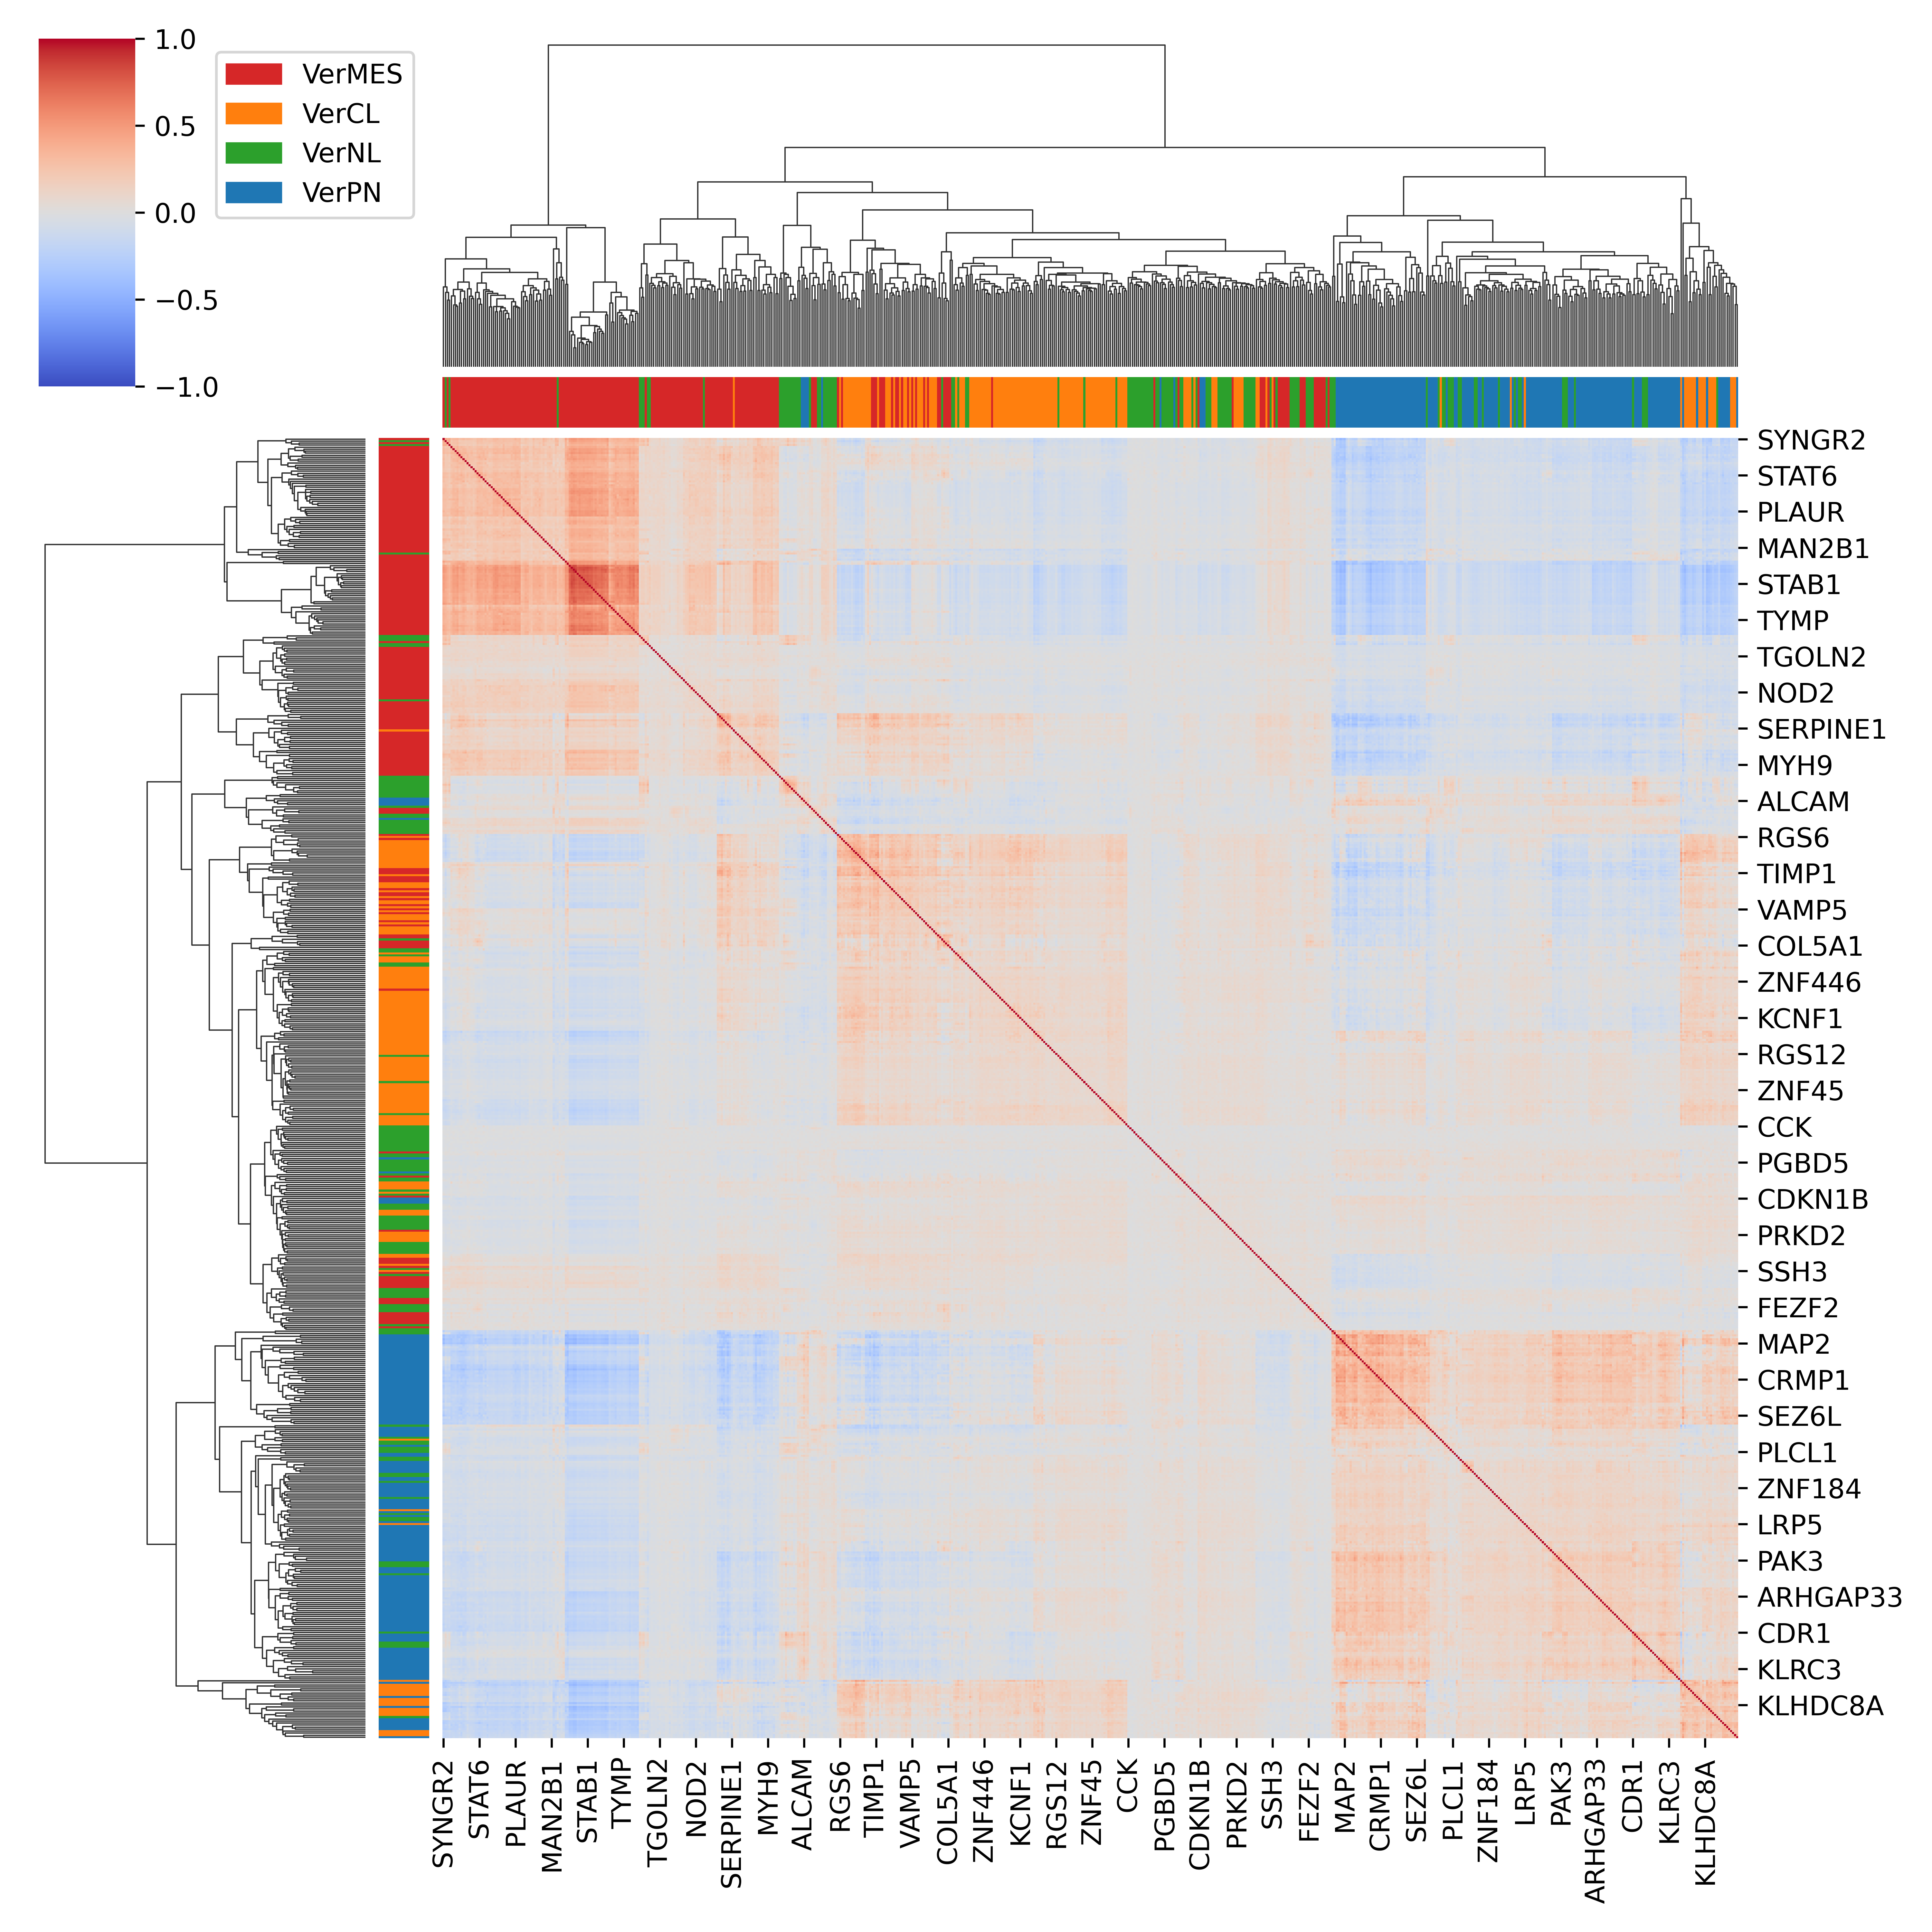 1.0
0.5
0.0
−0.5
−1.0
VerMES
VerCL
VerNL
VerPN
SYNGR2
STAT6
PLAUR
MAN2B1
STAB1
TYMP
TGOLN2
NOD2
SERPINE1
MYH9
ALCAM
RGS6
TIMP1
VAMP5
COL5A1
ZNF446
KCNF1
RGS12
ZNF45
CCK
PGBD5
CDKN1B
PRKD2
SSH3
FEZF2
MAP2
CRMP1
SEZ6L
PLCL1
ZNF184
LRP5
PAK3
ARHGAP33
CDR1
KLRC3
KLHDC8A
SYNGR2
STAT6
PLAUR
MAN2B1
STAB1
TYMP
TGOLN2
NOD2
SERPINE1
MYH9
ALCAM
RGS6
TIMP1
VAMP5
COL5A1
ZNF446
KCNF1
RGS12
ZNF45
CCK
PGBD5
CDKN1B
PRKD2
SSH3
FEZF2
MAP2
CRMP1
SEZ6L
PLCL1
ZNF184
LRP5
PAK3
ARHGAP33
CDR1
KLRC3
KLHDC8A